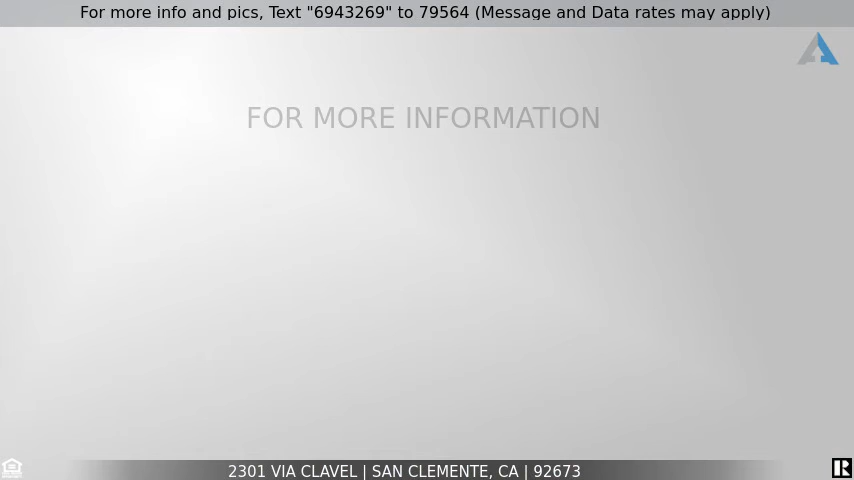 For more info and pics, Text "6943269" to 79564 (Message and Data rates may apply)
FOR MORE INFORMATION
2301 VIA CLAVEL | SAN CLEMENTE, CA | 92673